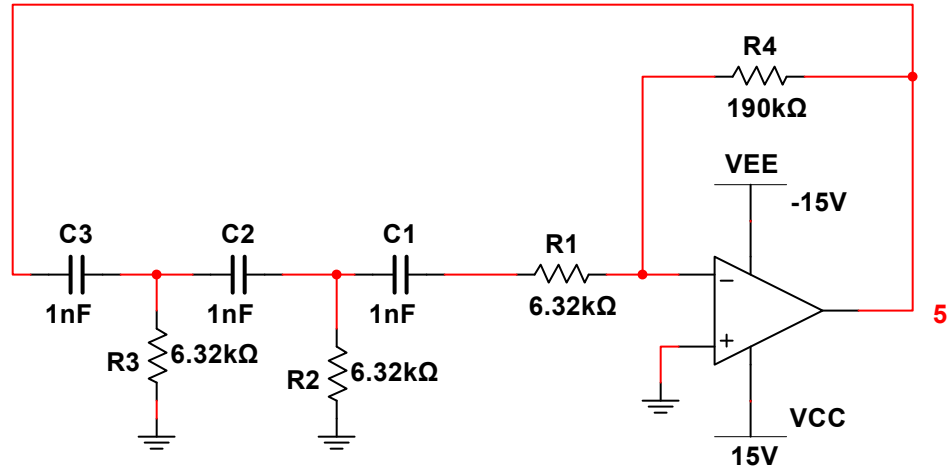 R4
190kΩ
VEE
-15V
C3
C2
C1
R1
1nF
1nF
1nF
6.32kΩ
−
+
5
R3
6.32kΩ
R2
6.32kΩ
VCC
15V